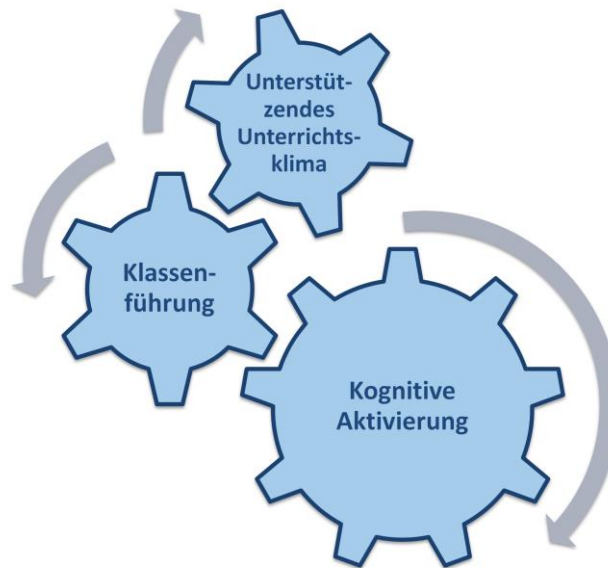 Unterstüt-
zendes
Unterrichts-
klima
Klassen-
führung
Kognitive
Aktivierung